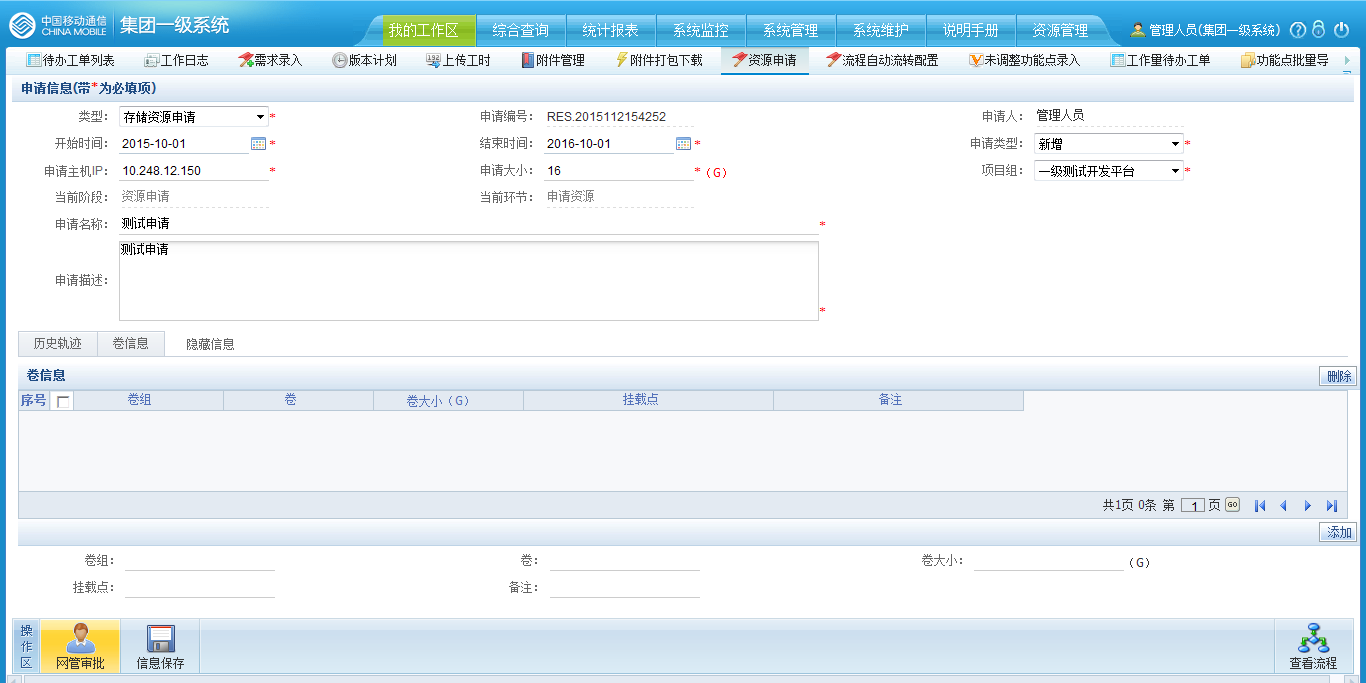 中国移动通信
CHINA MOBILE
集团一级系统
我的工作区 综合查询 统计报表 系统监控 系统管理 系统维护 说明手册 资源管理
管理人员(集团一级系统)
待办工单列表 工作日志 需求录入 版本计划 上传工时 附件管理 附件打包下载 资源申请 流程自动流转配置 未调整功能点录入 工作量待办工单 功能点批量导
申请信息(带*为必填项)
类型: 存储资源申请 * 申请编号: RES.2015112154252 申请人: 管理人员
开始时间: 2015-10-01 * 结束时间: 2016-10-01 * 申请类型: 新增 *
申请主机IP: 10.248.12.150 * 申请大小: 16 * (G) 项目组: 一级测试开发平台 *
当前阶段: 资源申请 当前环节: 申请资源
申请名称: 测试申请 *
申请描述: 测试申请 *
历史轨迹 卷信息 隐藏信息
卷信息 删除
序号 卷组 卷 卷大小(G) 挂载点 备注
共1页 0条 第 1 页 GO
添加
卷组: 卷: 卷大小: (G)
挂载点: 备注:
操作区 网管审批 信息保存 查看流程